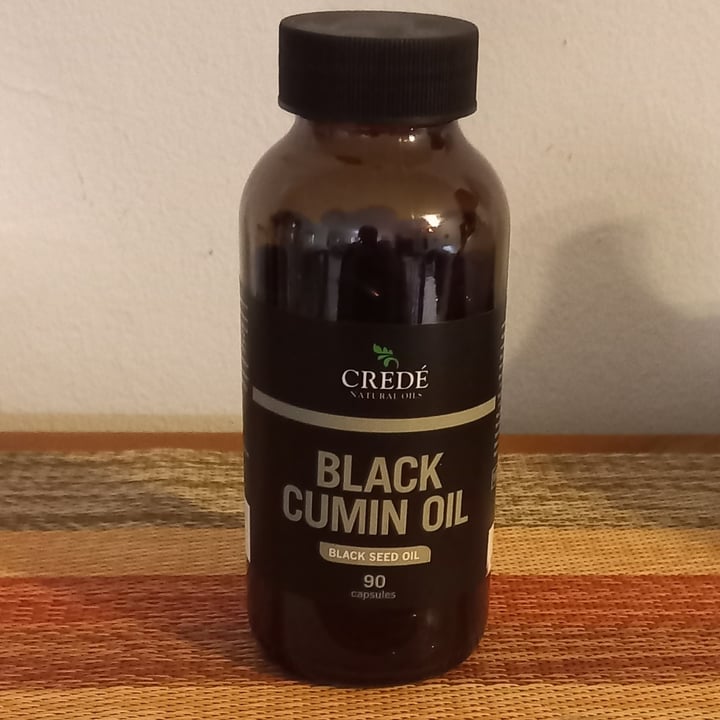 CREDÉ
NATURAL OILS
BLACK
CUMIN OIL
BLACK SEED OIL
90
capsules